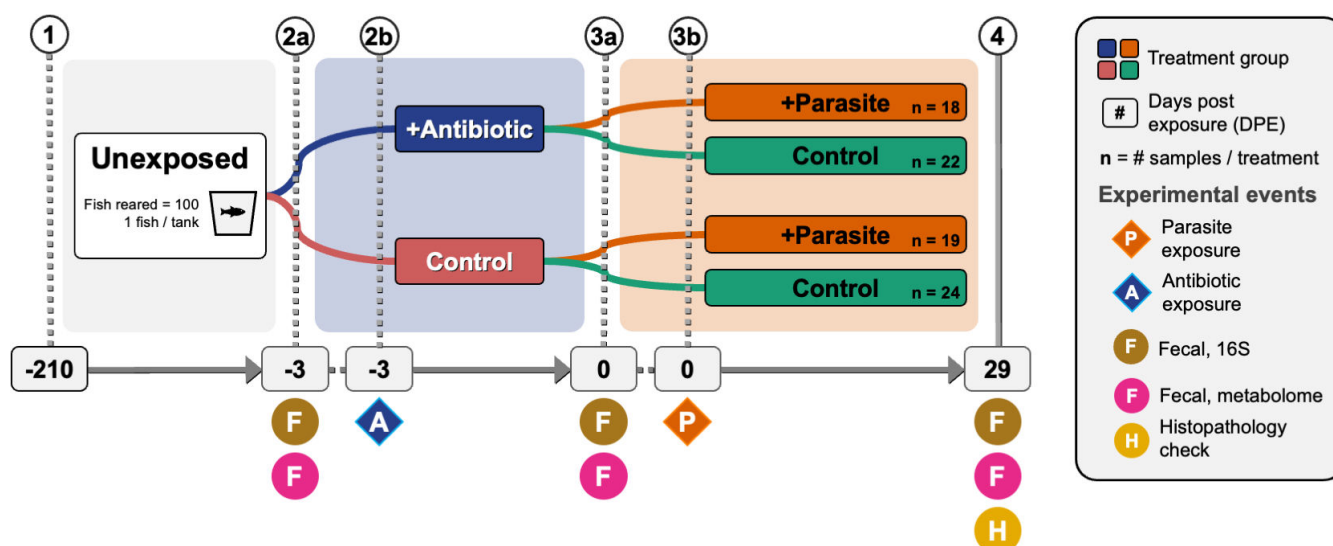 1
2a
2b
3a
3b
4
Unexposed
Fish reared = 100
1 fish / tank
+Antibiotic
Control
+Parasite n = 18
Control n = 22
+Parasite n = 19
Control n = 24
-210
-3
-3
0
0
29
F
A
F
P
F
F
F
F
H
Treatment group
# Days post
exposure (DPE)
n = # samples / treatment
Experimental events
P Parasite
exposure
A Antibiotic
exposure
F Fecal, 16S
F Fecal, metabolome
H Histopathology
check